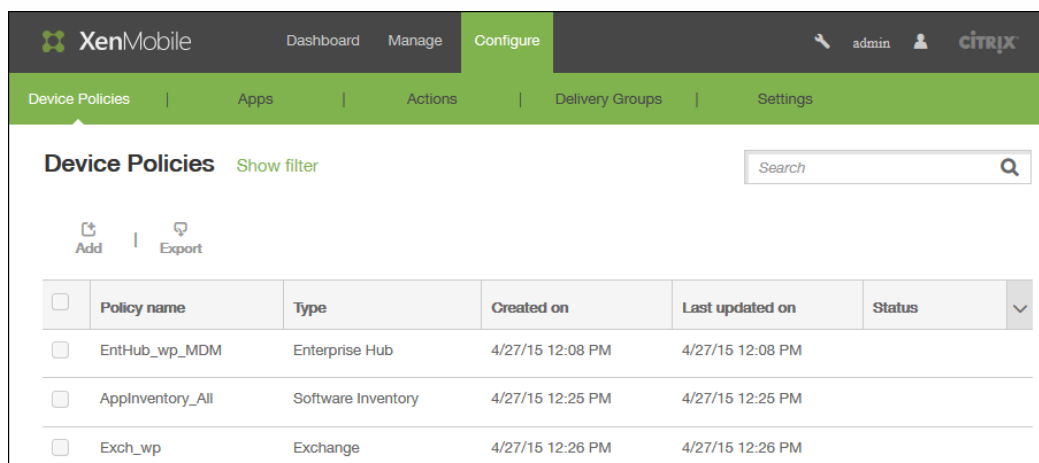 XenMobile Dashboard Manage Configure admin CITRIX
Device Policies | Apps | Actions | Delivery Groups | Settings
Device Policies Show filter Search
Add | Export
Policy name Type Created on Last updated on Status
EntHub_wp_MDM Enterprise Hub 4/27/15 12:08 PM 4/27/15 12:08 PM
AppInventory_All Software Inventory 4/27/15 12:25 PM 4/27/15 12:25 PM
Exch_wp Exchange 4/27/15 12:26 PM 4/27/15 12:26 PM